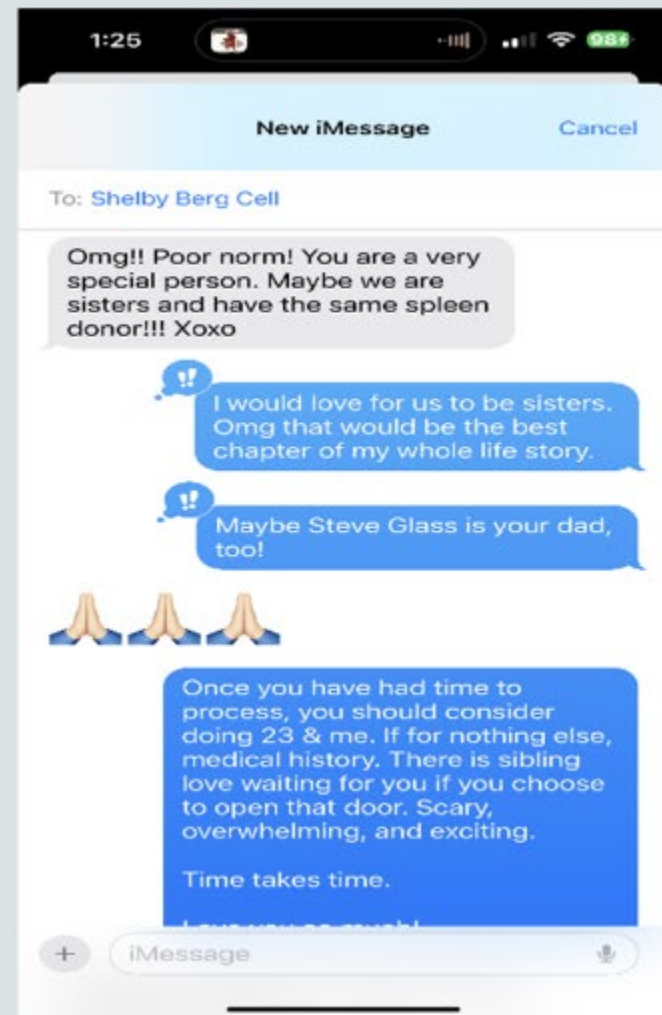 1:25
98
New iMessage
Cancel
To: Shelby Berg Cell
Omg!! Poor norm! You are a very
special person. Maybe we are
sisters and have the same spleen
donor!!! Xoxo
!!
I would love for us to be sisters.
Omg that would be the best
chapter of my whole life story.
!!
Maybe Steve Glass is your dad,
too!
🙏🏻🙏🏻🙏🏻
Once you have had time to
process, you should consider
doing 23 & me. If for nothing else,
medical history. There is sibling
love waiting for you if you choose
to open that door. Scary,
overwhelming, and exciting.
Time takes time.
Love you so much!
iMessage